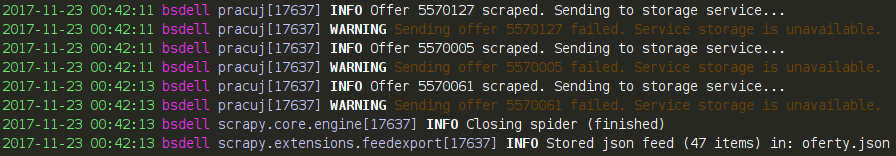 2017-11-23 00:42:11 bsdell pracuj[17637] INFO Offer 5570127 scraped. Sending to storage service...
2017-11-23 00:42:11 bsdell pracuj[17637] WARNING Sending offer 5570127 failed. Service storage is unavailable.
2017-11-23 00:42:11 bsdell pracuj[17637] INFO Offer 5570005 scraped. Sending to storage service...
2017-11-23 00:42:11 bsdell pracuj[17637] WARNING Sending offer 5570005 failed. Service storage is unavailable.
2017-11-23 00:42:13 bsdell pracuj[17637] INFO Offer 5570061 scraped. Sending to storage service...
2017-11-23 00:42:13 bsdell pracuj[17637] WARNING Sending offer 5570061 failed. Service storage is unavailable.
2017-11-23 00:42:13 bsdell scrapy.core.engine[17637] INFO Closing spider (finished)
2017-11-23 00:42:13 bsdell scrapy.extensions.feedexport[17637] INFO Stored json feed (47 items) in: oferty.json